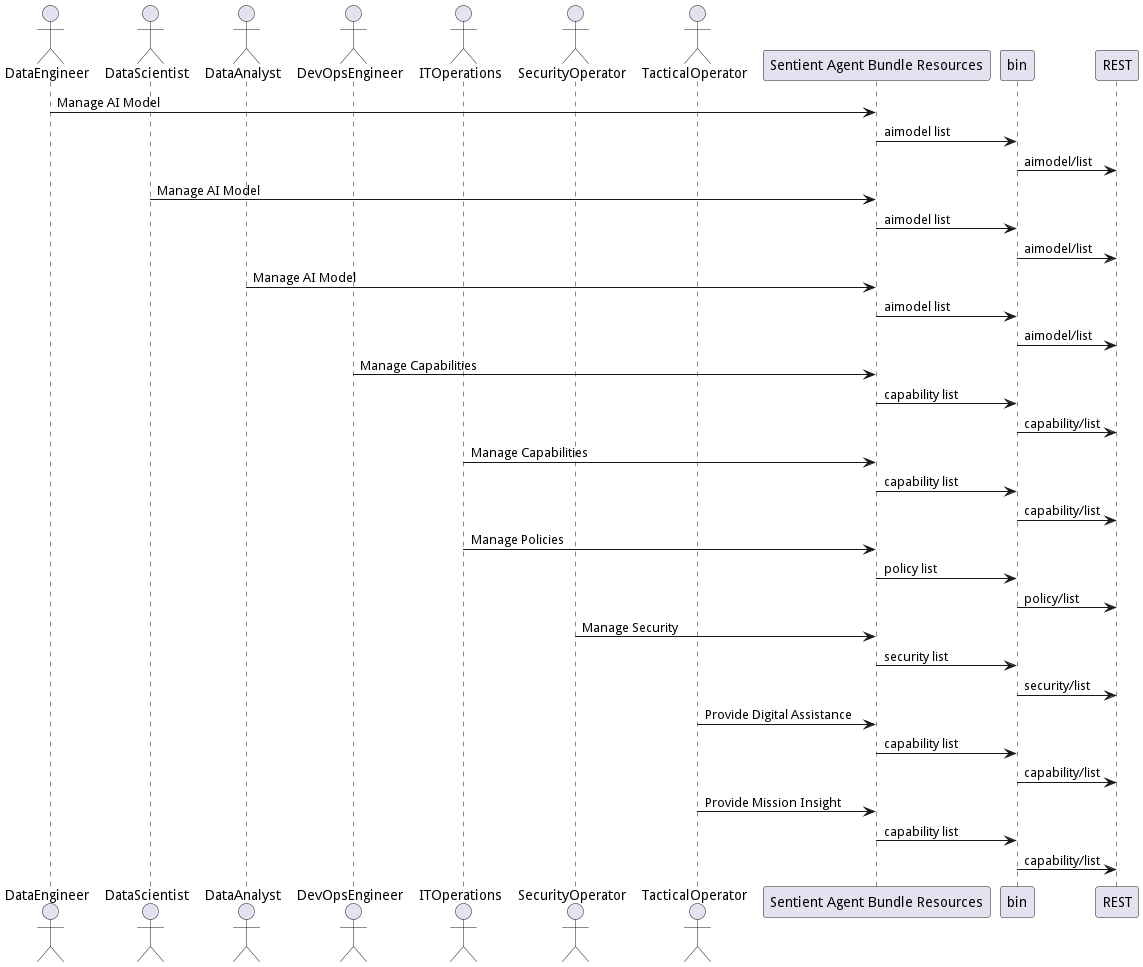 DataEngineer DataScientist DataAnalyst DevOpsEngineer ITOperations SecurityOperator TacticalOperator Sentient Agent Bundle Resources bin REST
Manage AI Model
aimodel list
aimodel/list
Manage AI Model
aimodel list
aimodel/list
Manage AI Model
aimodel list
aimodel/list
Manage Capabilities
capability list
capability/list
Manage Capabilities
capability list
capability/list
Manage Policies
policy list
policy/list
Manage Security
security list
security/list
Provide Digital Assistance
capability list
capability/list
Provide Mission Insight
capability list
capability/list
DataEngineer DataScientist DataAnalyst DevOpsEngineer ITOperations SecurityOperator TacticalOperator Sentient Agent Bundle Resources bin REST